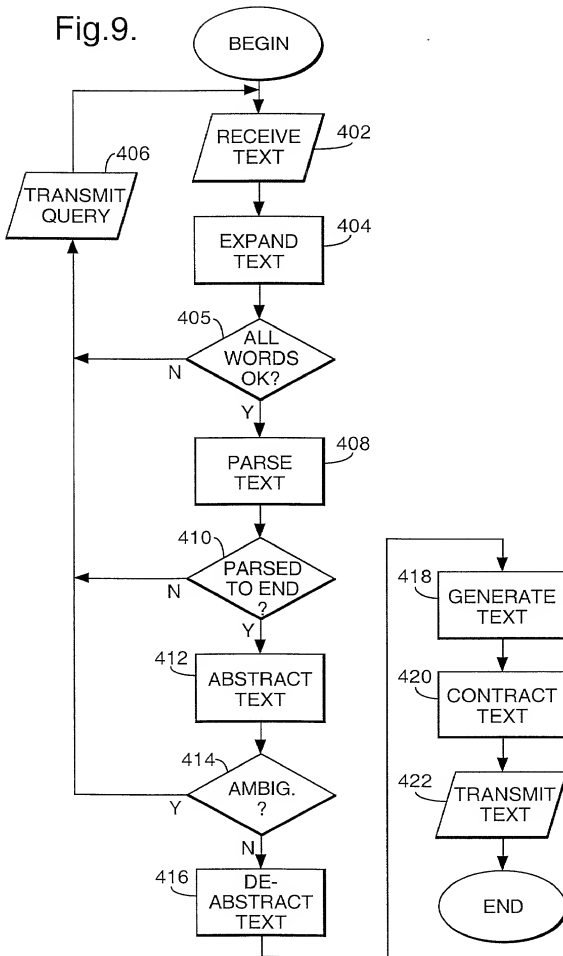 Fig.9.
BEGIN
RECEIVE
TEXT
402
406
TRANSMIT
QUERY
EXPAND
TEXT
404
405
ALL
WORDS
OK?
N
Y
PARSE
TEXT
408
410
PARSED
TO END
?
N
Y
412
ABSTRACT
TEXT
414
AMBIG.
?
Y
N
416
DE-
ABSTRACT
TEXT
418
GENERATE
TEXT
420
CONTRACT
TEXT
422
TRANSMIT
TEXT
END